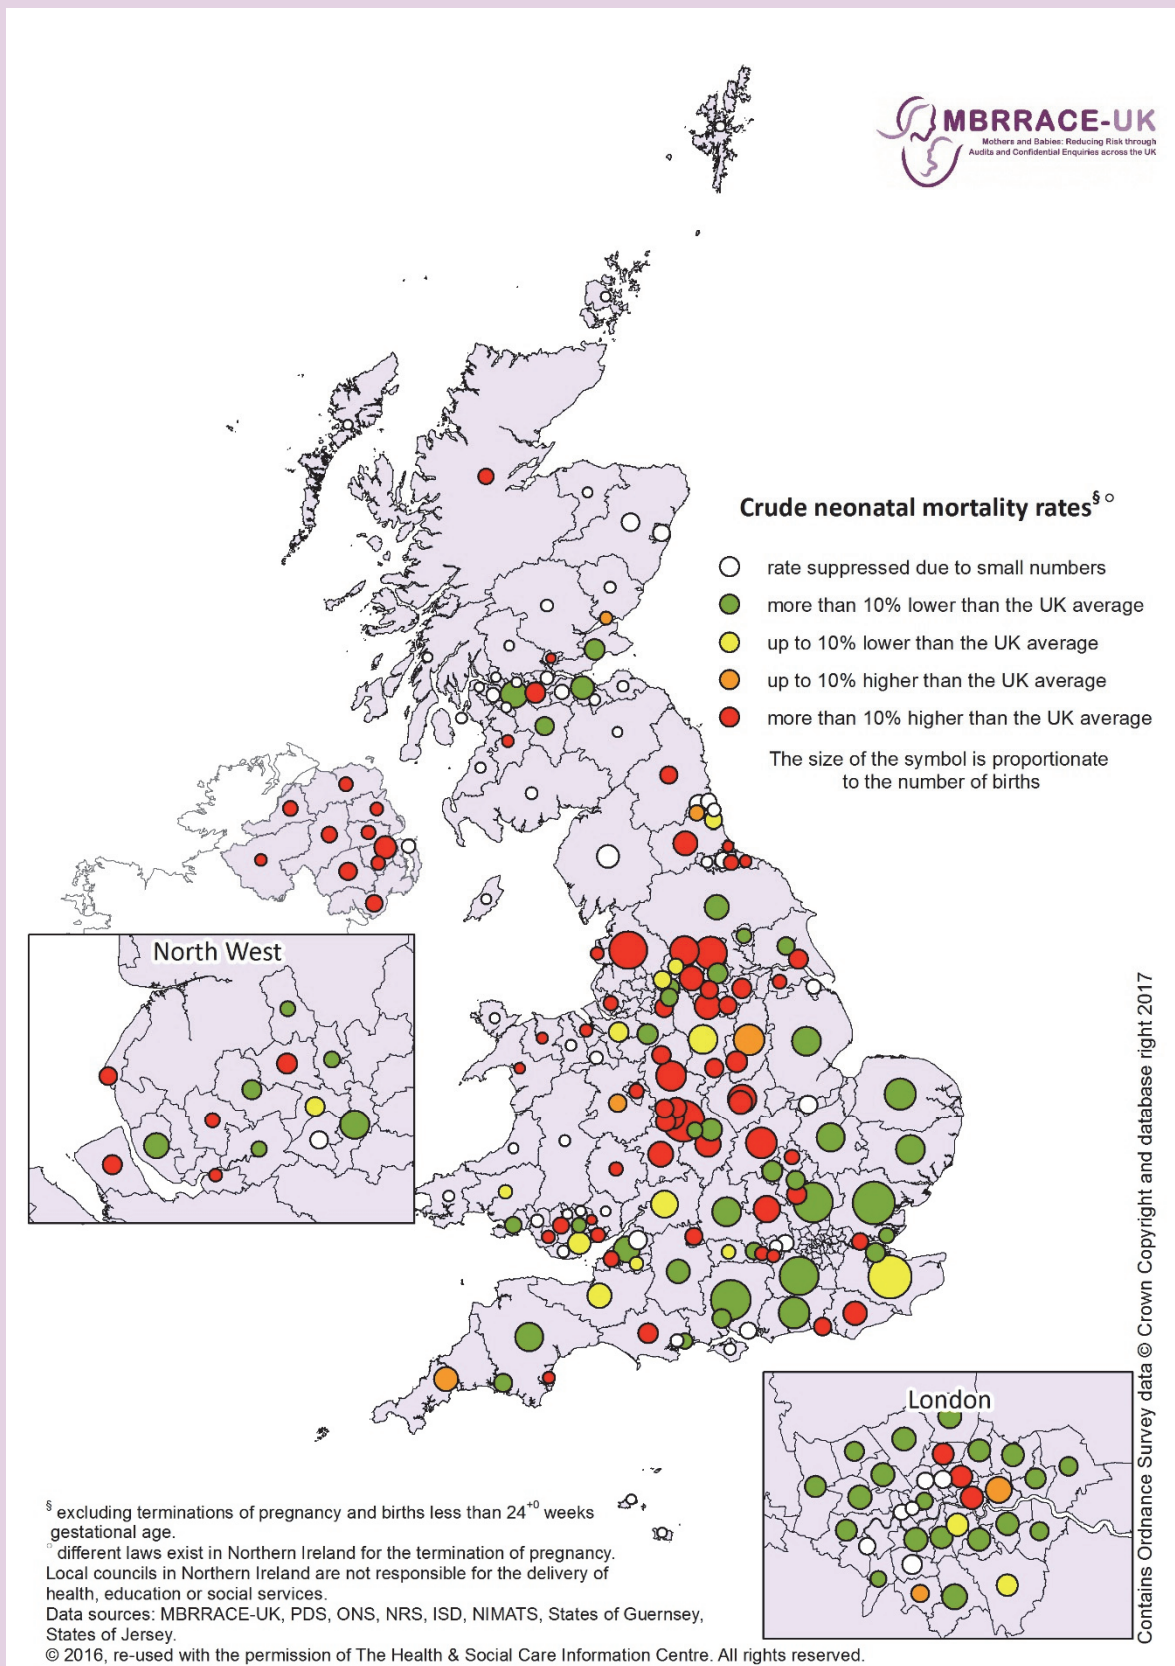 MBRRACE-UK
Mothers and Babies: Reducing Risk through
Audits and Confidential Enquiries across the UK
Crude neonatal mortality rates§ °
rate suppressed due to small numbers
more than 10% lower than the UK average
up to 10% lower than the UK average
up to 10% higher than the UK average
more than 10% higher than the UK average
The size of the symbol is proportionate
to the number of births
North West
London
§ excluding terminations of pregnancy and births less than 24+0 weeks
gestational age.
° different laws exist in Northern Ireland for the termination of pregnancy.
Local councils in Northern Ireland are not responsible for the delivery of
health, education or social services.
Data sources: MBRRACE-UK, PDS, ONS, NRS, ISD, NIMATS, States of Guernsey,
States of Jersey.
© 2016, re-used with the permission of The Health & Social Care Information Centre. All rights reserved.
Contains Ordnance Survey data © Crown Copyright and database right 2017